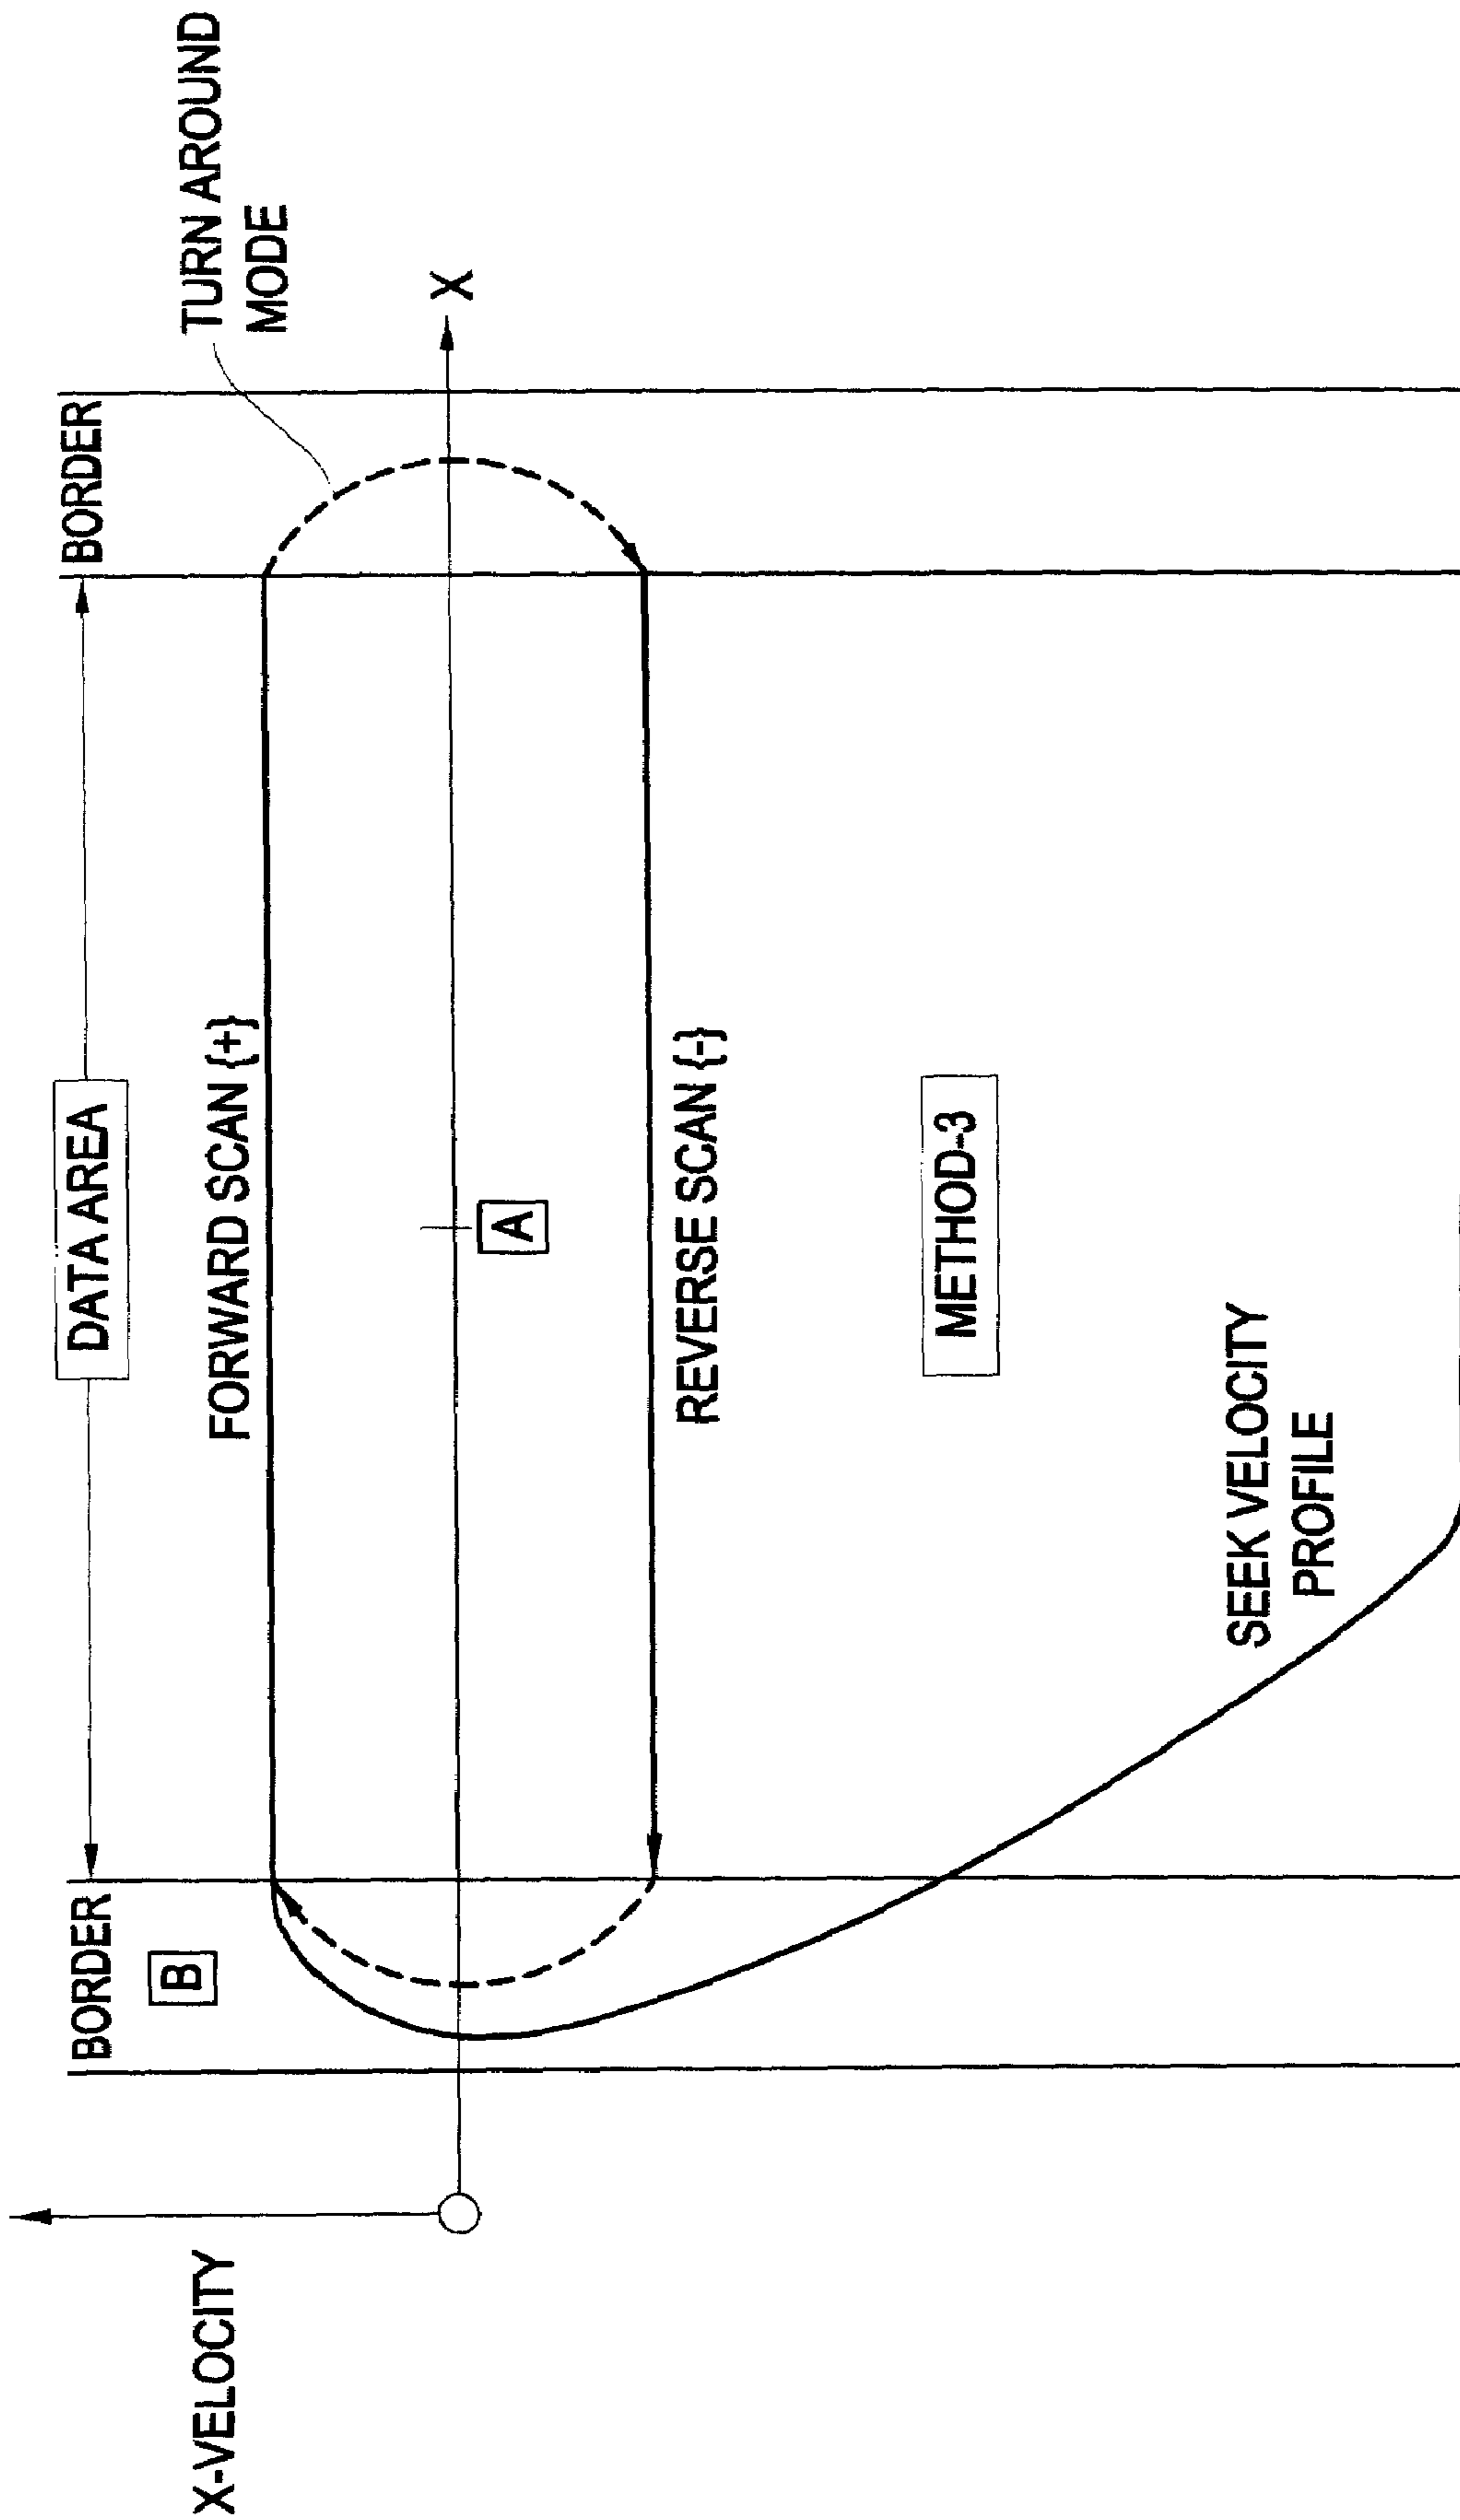 BORDER
DATA AREA
BORDER
B
TURN AROUND
MODE
X-VELOCITY
FORWARD SCAN {+}
X
A
REVERSE SCAN {-}
METHOD-3
SEEK VELOCITY
PROFILE